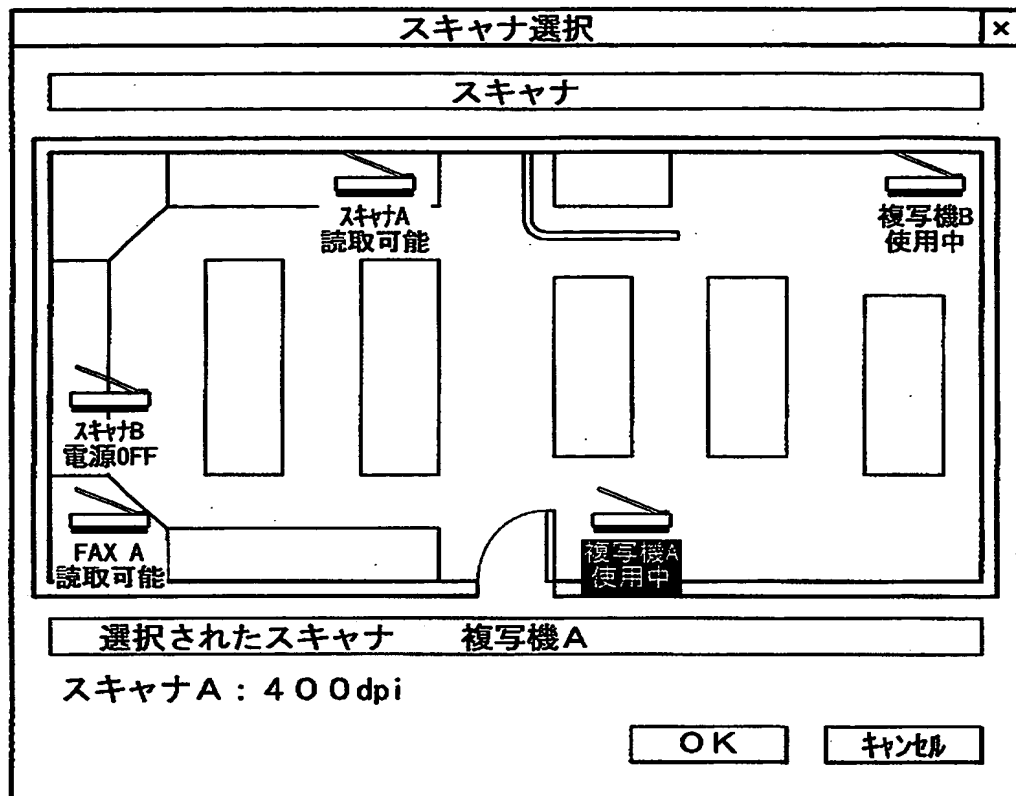 スキャナ選択 ×
スキャナ
スキャナA
読取可能
複写機B
使用中
スキャナB
電源OFF
FAX A
読取可能
複写機A
使用中
選択されたスキャナ 複写機A
スキャナA:400dpi
OK キャンセル